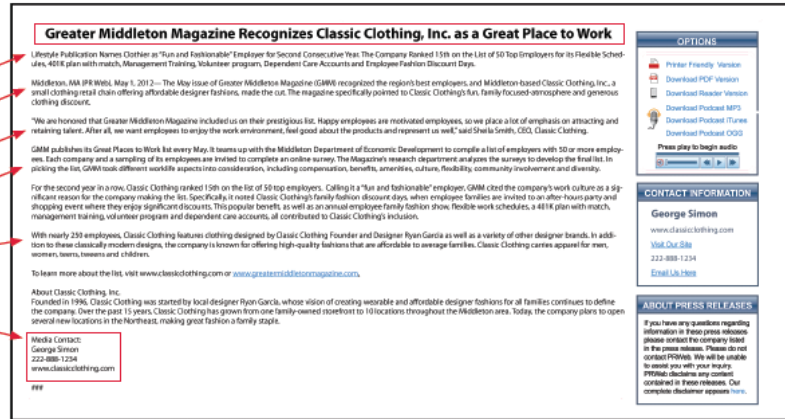 Greater Middleton Magazine Recognizes Classic Clothing, Inc. as a Great Place to Work
Lifestyle Publication Names Clothier as "Fun and Fashionable" Employer for Second Consecutive Year. The Company Ranked 15th on the List of 50 Top Employers for its Flexible Sched-
ules, 401K plan with match, Management Training, Volunteer program, Dependent Care Accounts and Employee Fashion Discount Days.
Middleton, MA (PR Web), May 1, 2012— The May issue of Greater Middleton Magazine (GMM) recognized the region's best employers, and Middleton-based Classic Clothing, Inc., a
small clothing retail chain offering affordable designer fashions, made the cut. The magazine specifically pointed to Classic Clothing's fun, family focused-atmosphere and generous
clothing discount.
"We are honored that Greater Middleton Magazine included us on their prestigious list. Happy employees are motivated employees, so we place a lot of emphasis on attracting and
retaining talent. After all, we want employees to enjoy the work environment, feel good about the products and represent us well," said Sheila Smith, CEO, Classic Clothing.
GMM publishes its Great Places to Work list every May. It teams up with the Middleton Department of Economic Development to compile a list of employers with 50 or more employ-
ees. Each company and a sampling of its employees are invited to complete an online survey. The Magazine's research department analyzes the surveys to develop the final list. In
picking the list, GMM took different worklife aspects into consideration, including compensation, benefits, amenities, culture, flexibility, community involvement and diversity.
For the second year in a row, Classic Clothing ranked 15th on the list of 50 top employers. Calling it a "fun and fashionable" employer, GMM cited the company's work culture as a sig-
nificant reason for the company making the list. Specifically, it noted Classic Clothing's family fashion discount days, when employee families are invited to an after-hours party and
shopping event where they enjoy significant discounts. This popular benefit, as well as an annual employee family fashion show, flexible work schedules, a 401K plan with match,
management training, volunteer program and dependent care accounts, all contributed to Classic Clothing's inclusion.
With nearly 250 employees, Classic Clothing features clothing designed by Classic Clothing Founder and Designer Ryan Garcia as well as a variety of other designer brands. In addi-
tion to these classically modern designs, the company is known for offering high-quality fashions that are affordable to average families. Classic Clothing carries apparel for men,
women, teens, tweens and children.
To learn more about the list, visit www.classicclothing.com or www.greatermiddletonmagazine.com.
About Classic Clothing, Inc.
Founded in 1996, Classic Clothing was started by local designer Ryan Garcia, whose vision of creating wearable and affordable designer fashions for all families continues to define
the company. Over the past 15 years, Classic Clothing has grown from one family-owned storefront to 10 locations throughout the Middleton area. Today, the company plans to open
several new locations in the Northeast, making great fashion a family staple.
Media Contact:
George Simon
222-888-1234
www.classicclothing.com
###
OPTIONS
Printer Friendly Version
Download PDF Version
Download Reader Version
Download Podcast MP3
Download Podcast iTunes
Download Podcast OGG
Press play to begin audio
CONTACT INFORMATION
George Simon
www.classicclothing.com
Visit Our Site
222-888-1234
Email Us Here
ABOUT PRESS RELEASES
If you have any questions regarding
information in these press releases
please contact the company listed
in the press release. Please do not
contact PRWeb. We will be unable
to assist you with your inquiry.
PRWeb disclaims any content
contained in these releases. Our
complete disclaimer appears here.